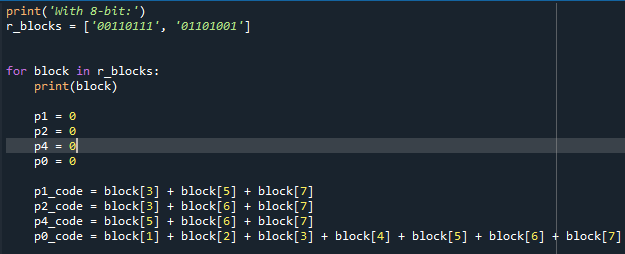 print('With 8-bit:')
r_blocks = ['00110111', '01101001']
for block in r_blocks:
    print(block)
    p1 = 0
    p2 = 0
    p4 = 0
    p0 = 0
    p1_code = block[3] + block[5] + block[7]
    p2_code = block[3] + block[6] + block[7]
    p4_code = block[5] + block[6] + block[7]
    p0_code = block[1] + block[2] + block[3] + block[4] + block[5] + block[6] + block[7]